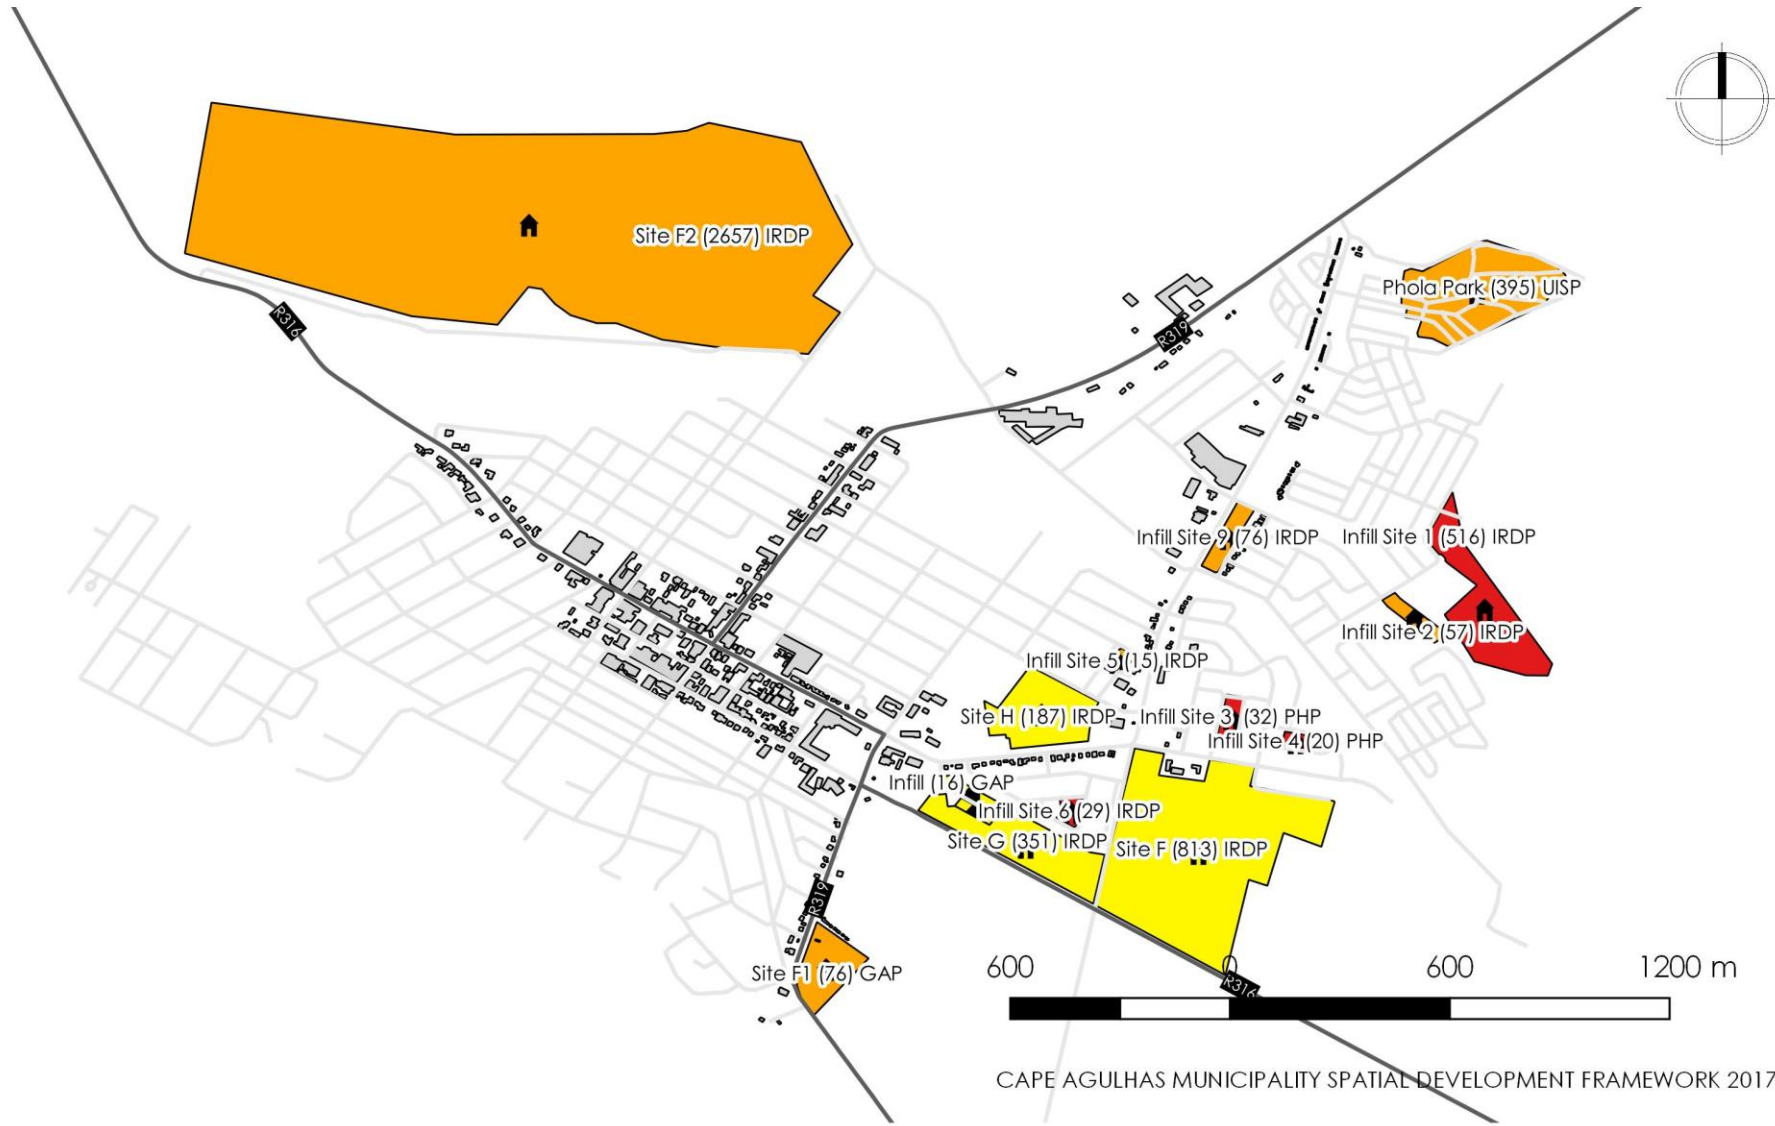 Site F2 (2657) IRDP
Phola Park (395) UISP
R316
R319
Infill Site 9 (76) IRDP
Infill Site 1 (516) IRDP
Infill Site 2 (57) IRDP
Infill Site 5 (15) IRDP
Site H (187) IRDP
Infill Site 3 (32) PHP
Infill Site 4 (20) PHP
Infill (16) GAP
Infill Site 6 (29) IRDP
Site G (351) IRDP
Site F (813) IRDP
R319
Site F1 (76) GAP
R316
600 0 600 1200 m
CAPE AGULHAS MUNICIPALITY SPATIAL DEVELOPMENT FRAMEWORK 2017